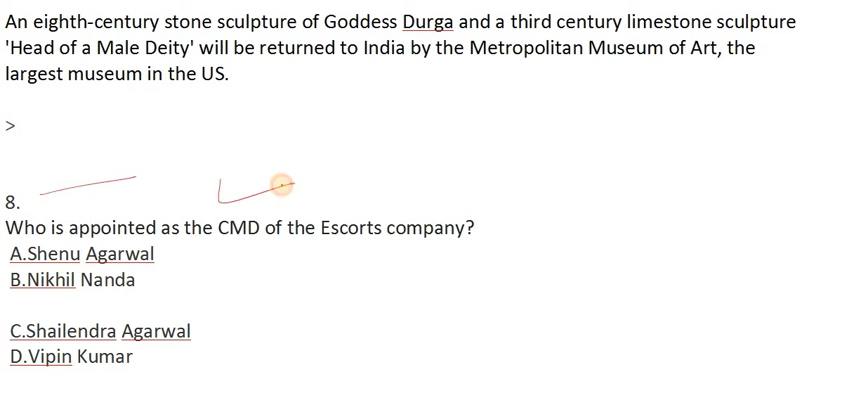 An eighth-century stone sculpture of Goddess Durga and a third century limestone sculpture
'Head of a Male Deity' will be returned to India by the Metropolitan Museum of Art, the
largest museum in the US.
>
8.
Who is appointed as the CMD of the Escorts company?
A.Shenu Agarwal
B.Nikhil Nanda
C.Shailendra Agarwal
D.Vipin Kumar